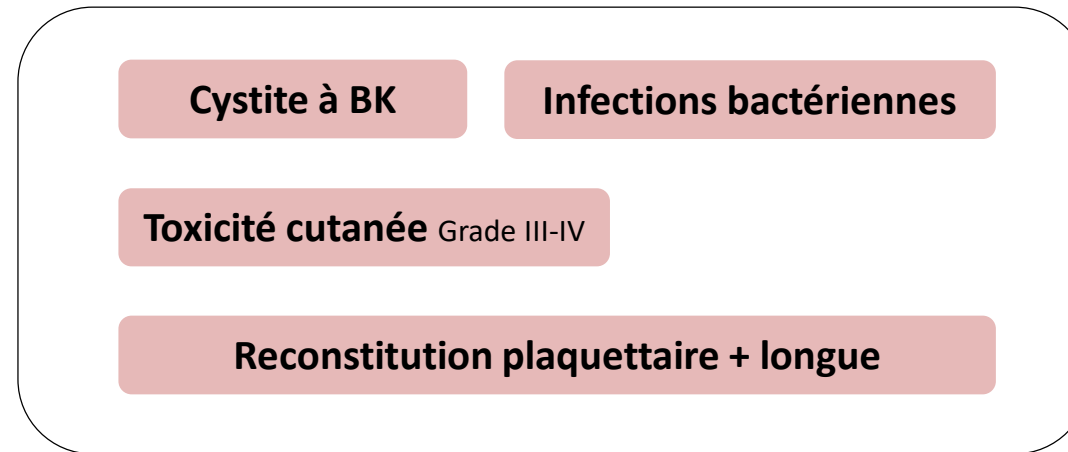 Cystite à BK
Infections bactériennes
Toxicité cutanée Grade III-IV
Reconstitution plaquettaire + longue